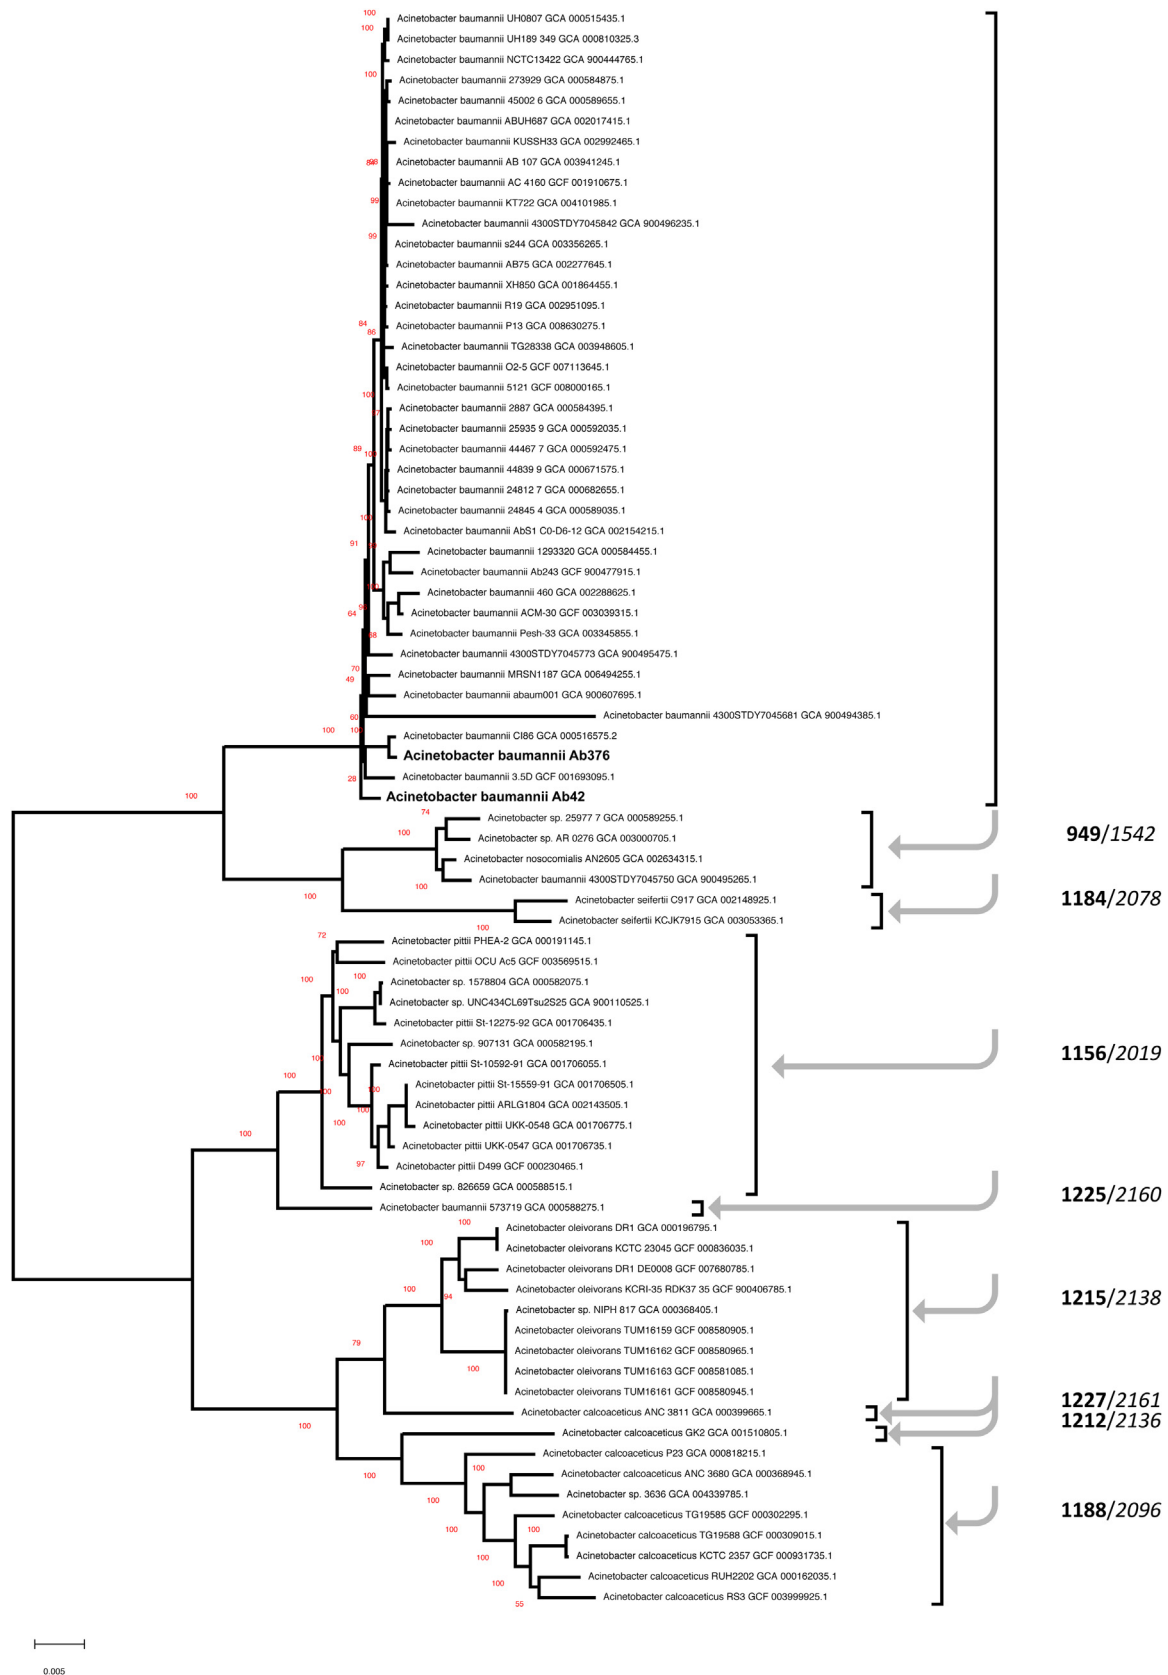 Acinetobacter baumannii UH0807 GCA 000515435.1
Acinetobacter baumannii UH189 349 GCA 000810325.3
Acinetobacter baumannii NCTC13422 GCA 900444765.1
Acinetobacter baumannii 273929 GCA 000584875.1
Acinetobacter baumannii 45002 6 GCA 000589655.1
Acinetobacter baumannii ABUH687 GCA 002017415.1
Acinetobacter baumannii KUSSH33 GCA 002992465.1
Acinetobacter baumannii AB 107 GCA 003941245.1
Acinetobacter baumannii AC 4160 GCF 001910675.1
Acinetobacter baumannii KT722 GCA 004101985.1
Acinetobacter baumannii 4300STDY7045842 GCA 900496235.1
Acinetobacter baumannii s244 GCA 003356265.1
Acinetobacter baumannii AB75 GCA 002277645.1
Acinetobacter baumannii XH850 GCA 001864455.1
Acinetobacter baumannii R19 GCA 002951095.1
Acinetobacter baumannii P13 GCA 008630275.1
Acinetobacter baumannii TG28338 GCA 003948605.1
Acinetobacter baumannii O2-5 GCF 007113645.1
Acinetobacter baumannii 5121 GCF 008000165.1
Acinetobacter baumannii 2887 GCA 000584395.1
Acinetobacter baumannii 25935 9 GCA 000592035.1
Acinetobacter baumannii 44467 7 GCA 000592475.1
Acinetobacter baumannii 44839 9 GCA 000671575.1
Acinetobacter baumannii 24812 7 GCA 000682655.1
Acinetobacter baumannii 24845 4 GCA 000589035.1
Acinetobacter baumannii AbS1 C0-D6-12 GCA 002154215.1
Acinetobacter baumannii 1293320 GCA 000584455.1
Acinetobacter baumannii Ab243 GCF 900477915.1
Acinetobacter baumannii 460 GCA 002288625.1
Acinetobacter baumannii ACM-30 GCF 003039315.1
Acinetobacter baumannii Pesh-33 GCA 003345855.1
Acinetobacter baumannii 4300STDY7045773 GCA 900495475.1
Acinetobacter baumannii MRSN1187 GCA 006494255.1
Acinetobacter baumannii abaum001 GCA 900607695.1
Acinetobacter baumannii 4300STDY7045681 GCA 900494385.1
Acinetobacter baumannii CI86 GCA 000516575.2
Acinetobacter baumannii Ab376
Acinetobacter baumannii 3.5D GCF 001693095.1
Acinetobacter baumannii Ab42
Acinetobacter sp. 25977 7 GCA 000589255.1
Acinetobacter sp. AR 0276 GCA 003000705.1
949/1542
Acinetobacter nosocomialis AN2605 GCA 002634315.1
Acinetobacter baumannii 4300STDY7045750 GCA 900495265.1
Acinetobacter seifertii C917 GCA 002148925.1
1184/2078
Acinetobacter seifertii KCJK7915 GCA 003053365.1
Acinetobacter pittii PHEA-2 GCA 000191145.1
Acinetobacter pittii OCU Ac5 GCF 003569515.1
Acinetobacter sp. 1578804 GCA 000582075.1
Acinetobacter sp. UNC434CL69Tsu2S25 GCA 900110525.1
Acinetobacter pittii St-12275-92 GCA 001706435.1
Acinetobacter sp. 907131 GCA 000582195.1
1156/2019
Acinetobacter pittii St-10592-91 GCA 001706055.1
Acinetobacter pittii St-15559-91 GCA 001706505.1
Acinetobacter pittii ARLG1804 GCA 002143505.1
Acinetobacter pittii UKK-0548 GCA 001706775.1
Acinetobacter pittii UKK-0547 GCA 001706735.1
Acinetobacter pittii D499 GCF 000230465.1
Acinetobacter sp. 826659 GCA 000588515.1
1225/2160
Acinetobacter baumannii 573719 GCA 000588275.1
Acinetobacter oleivorans DR1 GCA 000196795.1
Acinetobacter oleivorans KCTC 23045 GCF 000836035.1
Acinetobacter oleivorans DR1 DE0008 GCF 007680785.1
Acinetobacter oleivorans KCRI-35 RDK37 35 GCF 900406785.1
1215/2138
Acinetobacter sp. NIPH 817 GCA 000368405.1
Acinetobacter oleivorans TUM16159 GCF 008580905.1
Acinetobacter oleivorans TUM16162 GCF 008580965.1
Acinetobacter oleivorans TUM16163 GCF 008581085.1
Acinetobacter oleivorans TUM16161 GCF 008580945.1
1227/2161
Acinetobacter calcoaceticus ANC 3811 GCA 000399665.1
1212/2136
Acinetobacter calcoaceticus GK2 GCA 001510805.1
Acinetobacter calcoaceticus P23 GCA 000818215.1
Acinetobacter calcoaceticus ANC 3680 GCA 000368945.1
Acinetobacter sp. 3636 GCA 004339785.1
1188/2096
Acinetobacter calcoaceticus TG19585 GCF 000302295.1
Acinetobacter calcoaceticus TG19588 GCF 000309015.1
Acinetobacter calcoaceticus KCTC 2357 GCF 000931735.1
Acinetobacter calcoaceticus RUH2202 GCA 000162035.1
Acinetobacter calcoaceticus RS3 GCF 003999925.1
0.005